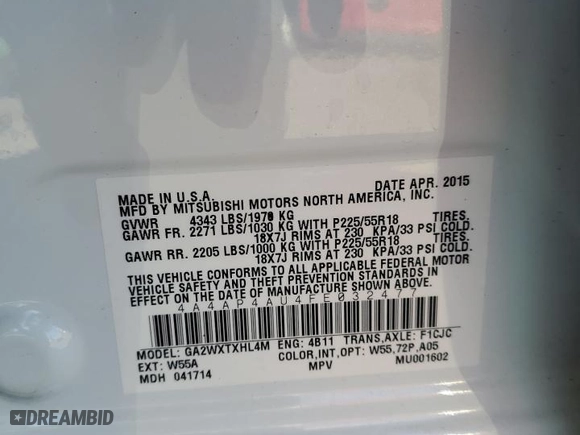 MADE IN U.S.A. DATE APR. 2015
MFD BY MITSUBISHI MOTORS NORTH AMERICA, INC.
GVWR 4343 LBS/1970 KG
GAWR FR. 2271 LBS/1030 KG WITH P225/55R18 TIRES,
18X7J RIMS AT 230 KPA/33 PSI COLD.
GAWR RR. 2205 LBS/1000 KG WITH P225/55R18 TIRES,
18X7J RIMS AT 230 KPA/33 PSI COLD.
THIS VEHICLE CONFORMS TO ALL APPLICABLE FEDERAL MOTOR
VEHICLE SAFETY AND THEFT PREVENTION STANDARDS IN
EFFECT ON THE DATE OF MANUFACTURE SHOWN ABOVE.
4A4AP4AU4FE032477
MODEL: GA2WXTXHL4M ENG: 4B11 TRANS,AXLE: F1CJC
EXT: W55A COLOR,INT,OPT: W55,72P,A05
MDH 041714 MPV MU001602
DREAMBID